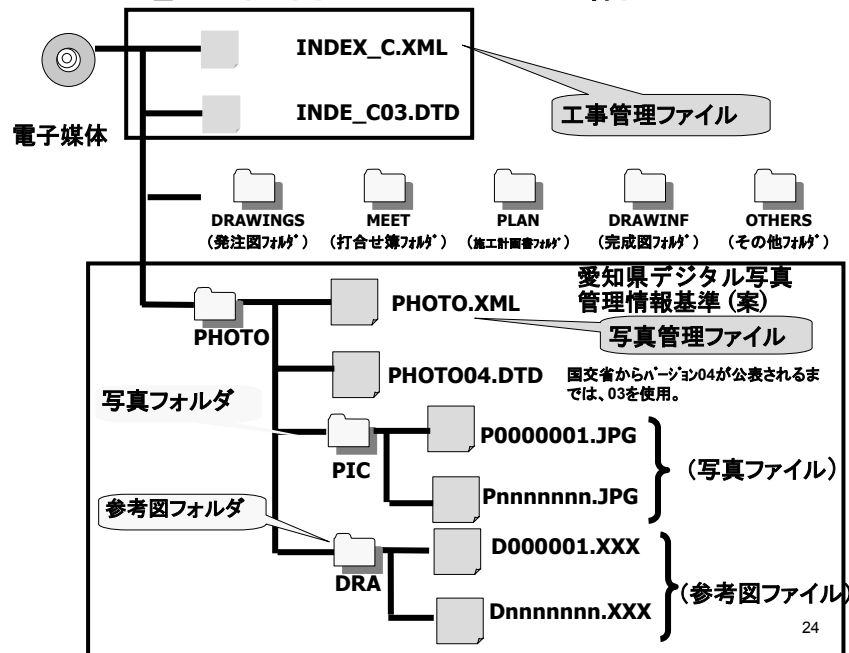 INDEX_C.XML
INDE_C03.DTD
工事管理ファイル
電子媒体
DRAWINGS
(発注図ﾌｫﾙﾀﾞ)
MEET
(打合せ簿ﾌｫﾙﾀﾞ)
PLAN
(施工計画書ﾌｫﾙﾀﾞ)
DRAWINF
(完成図ﾌｫﾙﾀﾞ)
OTHERS
(その他ﾌｫﾙﾀﾞ)
愛知県デジタル写真
管理情報基準(案)
PHOTO
PHOTO.XML
写真管理ファイル
PHOTO04.DTD
国交省からﾊﾞｰｼﾞｮﾝ04が公表されるま
では、03を使用。
写真フォルダ
PIC
P0000001.JPG
Pnnnnnnn.JPG
(写真ファイル)
参考図フォルダ
DRA
D000001.XXX
Dnnnnnnn.XXX
(参考図ファイル)
24